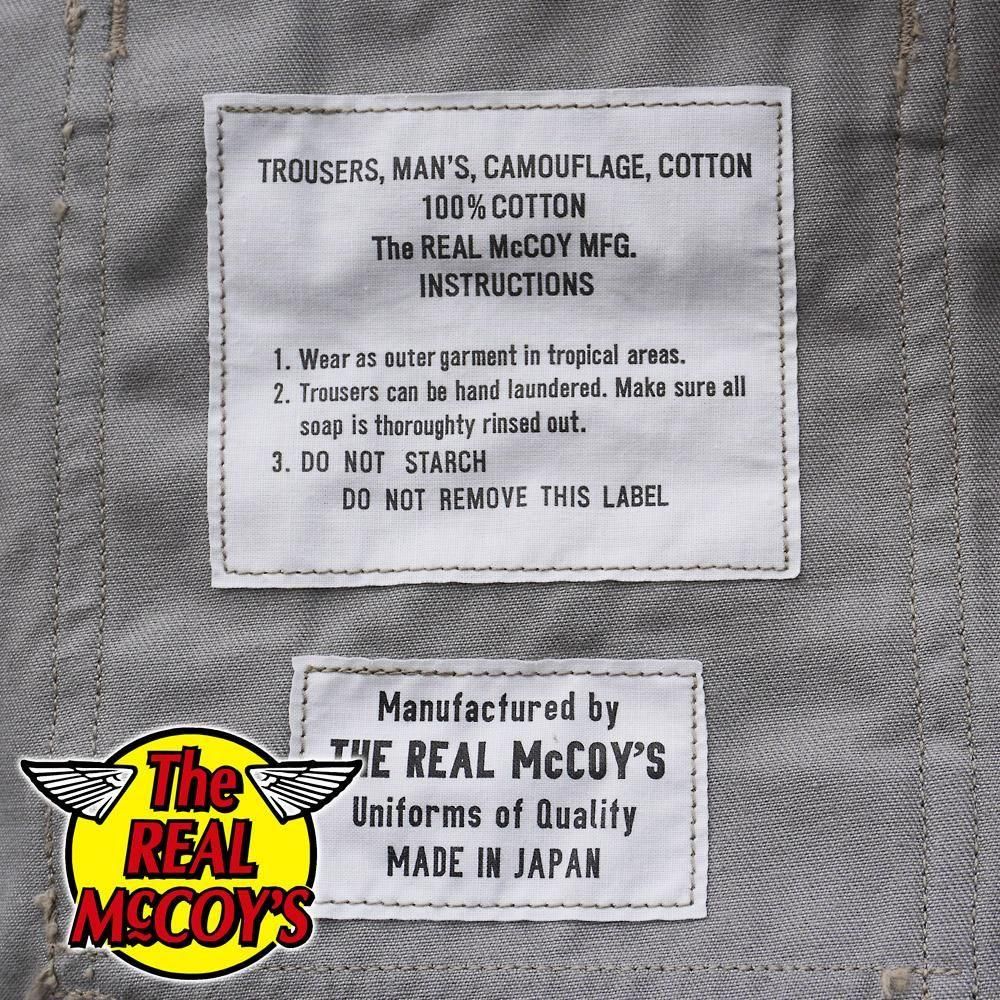 TROUSERS, MAN'S, CAMOUFLAGE, COTTON
100% COTTON
The REAL McCOY MFG.
INSTRUCTIONS
1. Wear as outer garment in tropical areas.
2. Trousers can be hand laundered. Make sure all
soap is thoroughty rinsed out.
3. DO NOT STARCH
DO NOT REMOVE THIS LABEL
Manufactured by
THE REAL McCOY'S
Uniforms of Quality
MADE IN JAPAN
The
REAL
McCOY'S